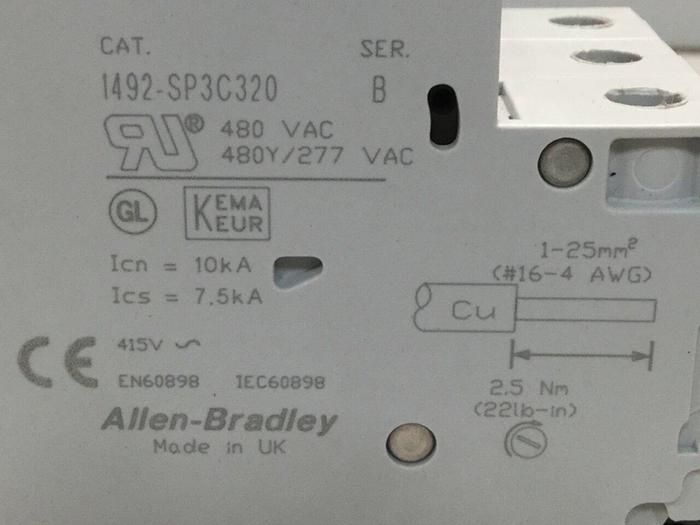 CAT. SER.
1492-SP3C320 B
RU® 480 VAC
480Y/277 VAC
GL KEMA KEUR
Icn = 10kA
Ics = 7.5kA
1-25mm²
(#16-4 AWG)
Cu
CE 415V ~
EN60898 IEC60898
2.5 Nm
(22lb-in)
Allen-Bradley
Made in UK